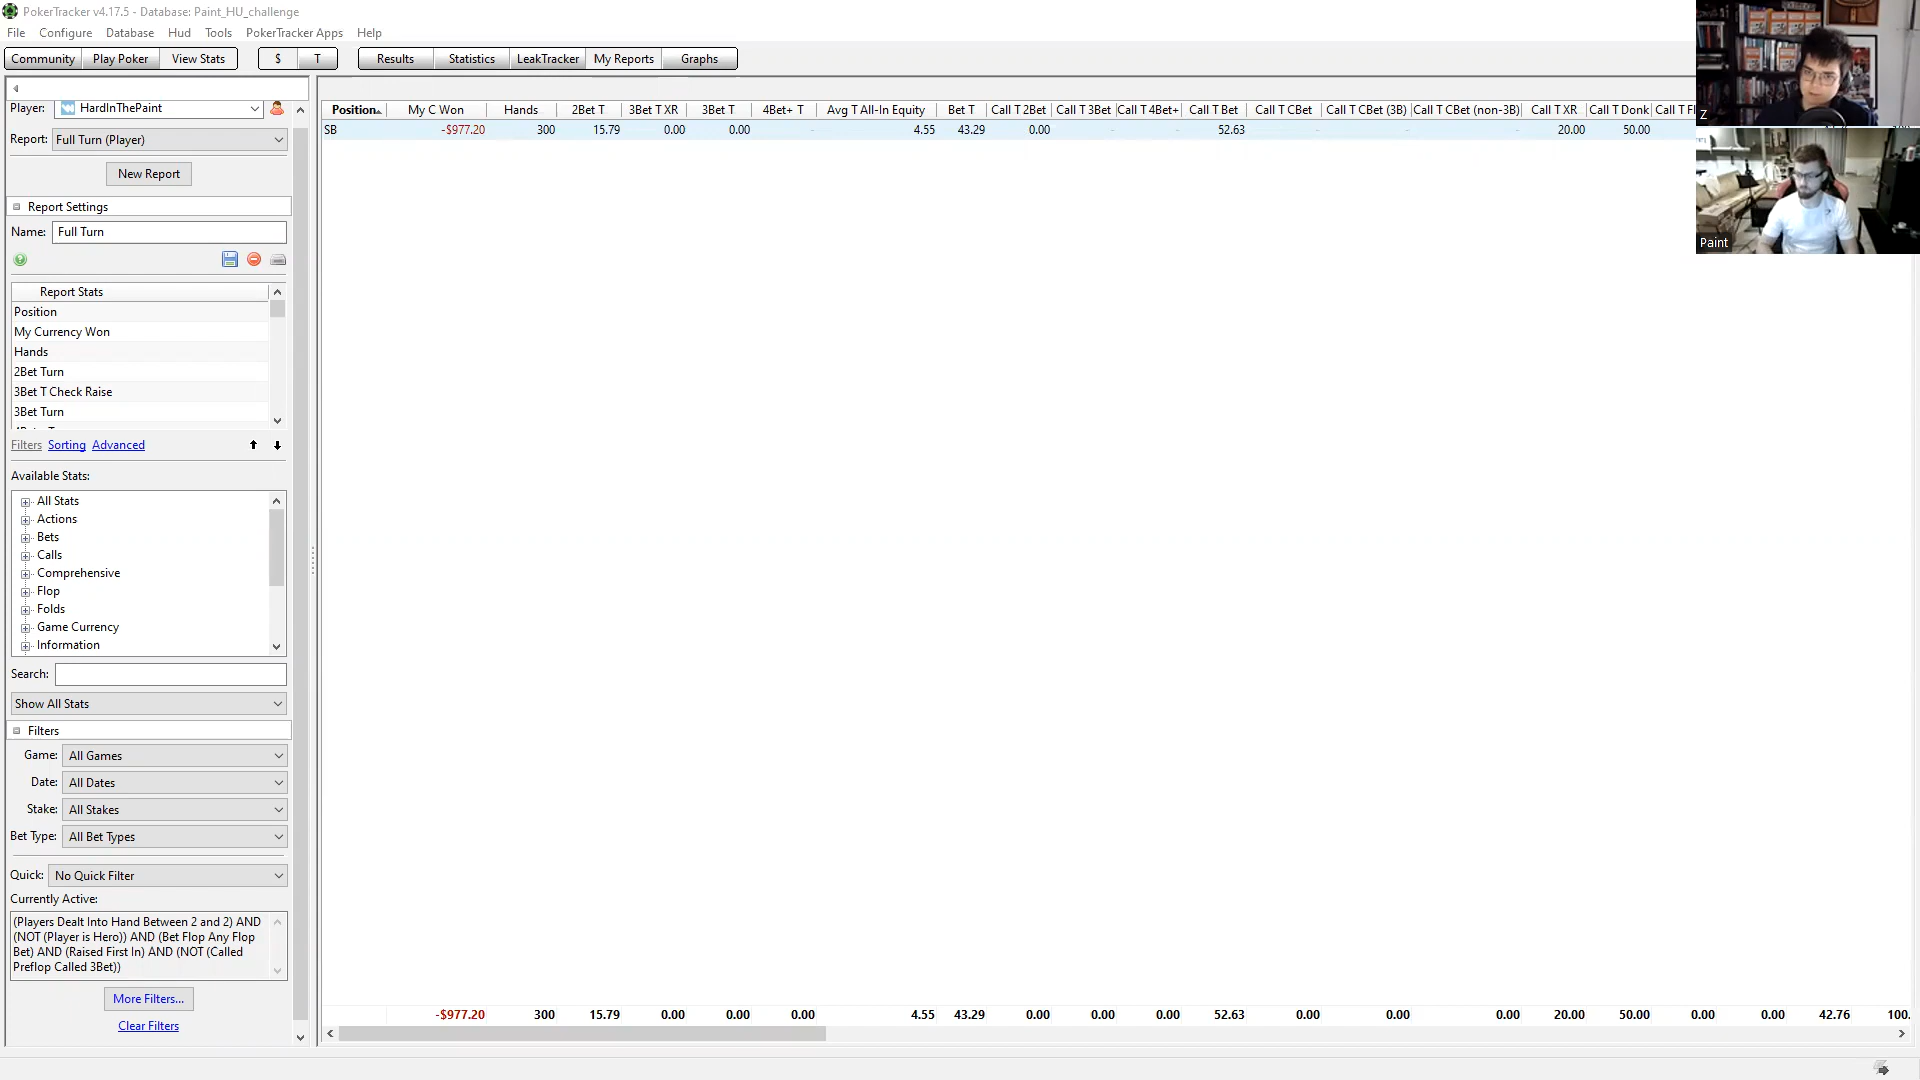 PokerTracker v4.17.5 - Database: Paint_HU_challenge
File Configure Database Hud Tools PokerTracker Apps Help
Community Play Poker View Stats $ T Results Statistics LeakTracker My Reports Graphs
Player: HardInThePaint
Report: Full Turn (Player)
New Report
Report Settings
Name: Full Turn
Report Stats
Position
My Currency Won
Hands
2Bet Turn
3Bet T Check Raise
3Bet Turn
Filters Sorting Advanced
Available Stats:
All Stats
Actions
Bets
Calls
Comprehensive
Flop
Folds
Game Currency
Information
Search:
Show All Stats
Filters
Game: All Games
Date: All Dates
Stake: All Stakes
Bet Type: All Bet Types
Quick: No Quick Filter
Currently Active:
(Players Dealt Into Hand Between 2 and 2) AND
(NOT (Player is Hero)) AND (Bet Flop Any Flop
Bet) AND (Raised First In) AND (NOT (Called
Preflop Called 3Bet))
More Filters...
Clear Filters
Position My C Won Hands 2Bet T 3Bet T XR 3Bet T 4Bet+ T Avg T All-In Equity Bet T Call T 2Bet Call T 3Bet Call T 4Bet+ Call T Bet Call T CBet Call T CBet (3B) Call T CBet (non-3B) Call T XR Call T Donk Call T Fl
SB -$977.20 300 15.79 0.00 0.00 - 4.55 43.29 0.00 - - 52.63 - - - 20.00 50.00
-$977.20 300 15.79 0.00 0.00 0.00 4.55 43.29 0.00 0.00 0.00 52.63 0.00 0.00 0.00 20.00 50.00 0.00 0.00 42.76 100.
Z
Paint